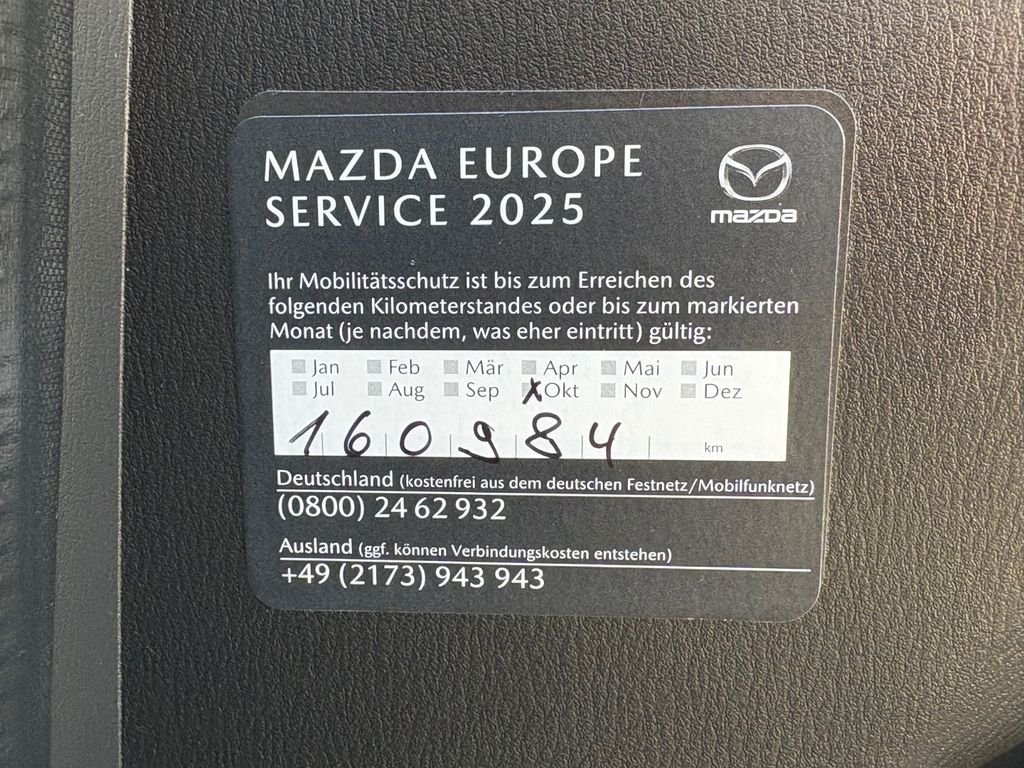 MAZDA EUROPE
SERVICE 2025
mazda
Ihr Mobilitätsschutz ist bis zum Erreichen des
folgenden Kilometerstandes oder bis zum markierten
Monat (je nachdem, was eher eintritt) gültig:
Jan Feb Mär Apr Mai Jun
Jul Aug Sep X Okt Nov Dez
160984 km
Deutschland (kostenfrei aus dem deutschen Festnetz/Mobilfunknetz)
(0800) 24 62 932
Ausland (ggf. können Verbindungskosten entstehen)
+49 (2173) 943 943